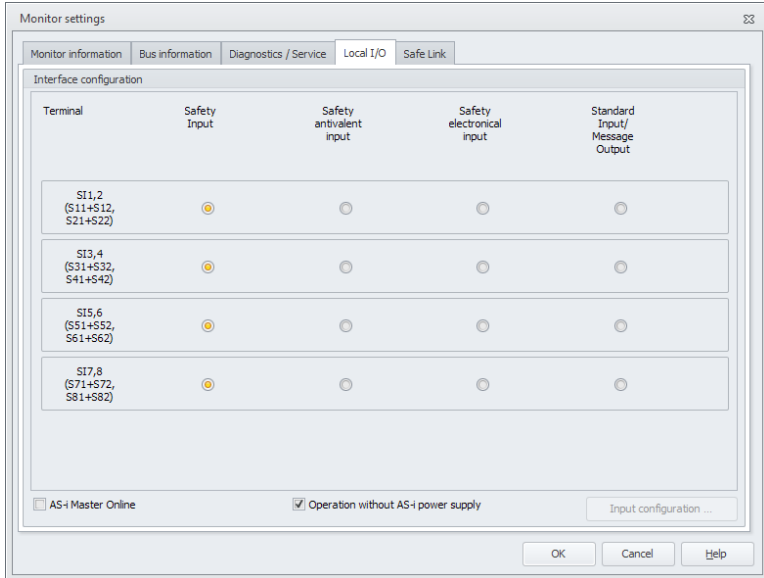 Monitor settings
Monitor information Bus information Diagnostics / Service Local I/O Safe Link
Interface configuration
Terminal
Safety
Input
Safety
antivalent
input
Safety
electronical
input
Standard
Input/
Message
Output
SI1,2
(S11+S12,
S21+S22)
SI3,4
(S31+S32,
S41+S42)
SI5,6
(S51+S52,
S61+S62)
SI7,8
(S71+S72,
S81+S82)
AS-i Master Online Operation without AS-i power supply Input configuration ...
OK Cancel Help